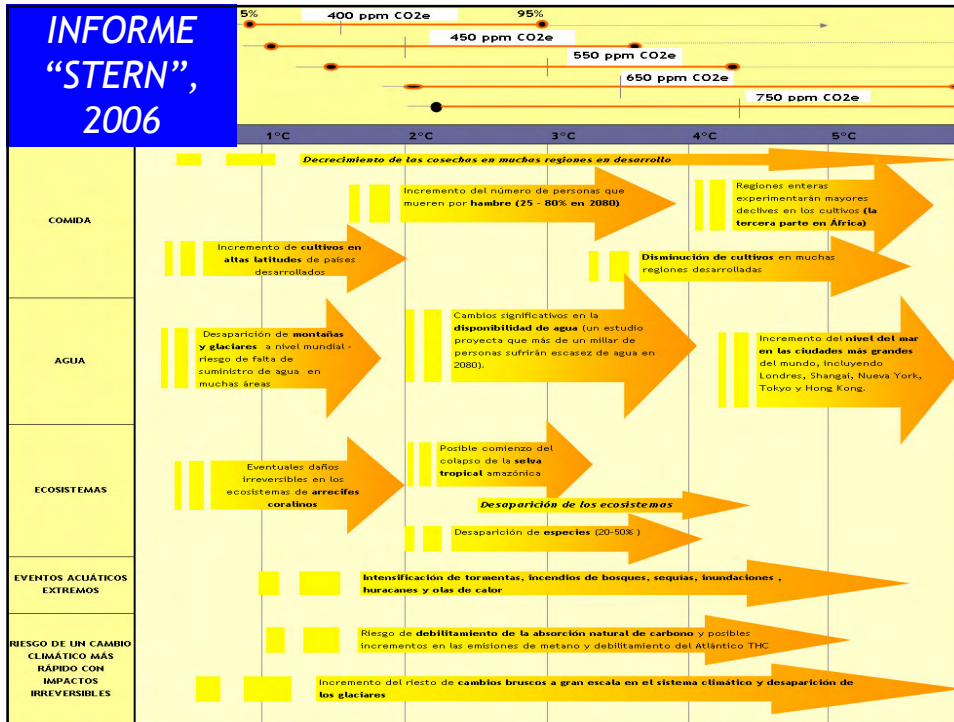 INFORME
“STERN”,
2006
5%
400 ppm CO2e
95%
450 ppm CO2e
550 ppm CO2e
650 ppm CO2e
750 ppm CO2e
1°C
2°C
3°C
4°C
5°C
COMIDA
Decrecimiento de las cosechas en muchas regiones en desarrollo
Incremento del número de personas que
mueren por hambre (25 - 80% en 2080)
Regiones enteras
experimentarán mayores
declives en los cultivos (la
tercera parte en África)
Incremento de cultivos en
altas latitudes de países
desarrollados
Disminución de cultivos en muchas
regiones desarrolladas
AGUA
Desaparición de montañas
y glaciares a nivel mundial -
riesgo de falta de
suministro de agua en
muchas áreas
Cambios significativos en la
disponibilidad de agua (un estudio
proyecta que más de un millar de
personas sufrirán escasez de agua en
2080).
Incremento del nivel del mar
en las ciudades más grandes
del mundo, incluyendo
Londres, Shangai, Nueva York,
Tokyo y Hong Kong.
ECOSISTEMAS
Eventuales daños
irreversibles en los
ecosistemas de arrecifes
coralinos
Posible comienzo del
colapso de la selva
tropical amazónica
Desaparición de los ecosistemas
Desaparición de especies (20-50% )
EVENTOS ACUÁTICOS
EXTREMOS
Intensificación de tormentas, incendios de bosques, sequías, inundaciones ,
huracanes y olas de calor
RIESGO DE UN CAMBIO
CLIMÁTICO MÁS
RÁPIDO CON
IMPACTOS
IRREVERSIBLES
Riesgo de debilitamiento de la absorción natural de carbono y posibles
incrementos en las emisiones de metano y debilitamiento del Atlántico THC
Incremento del riesto de cambios bruscos a gran escala en el sistema climático y desaparición de
los glaciares